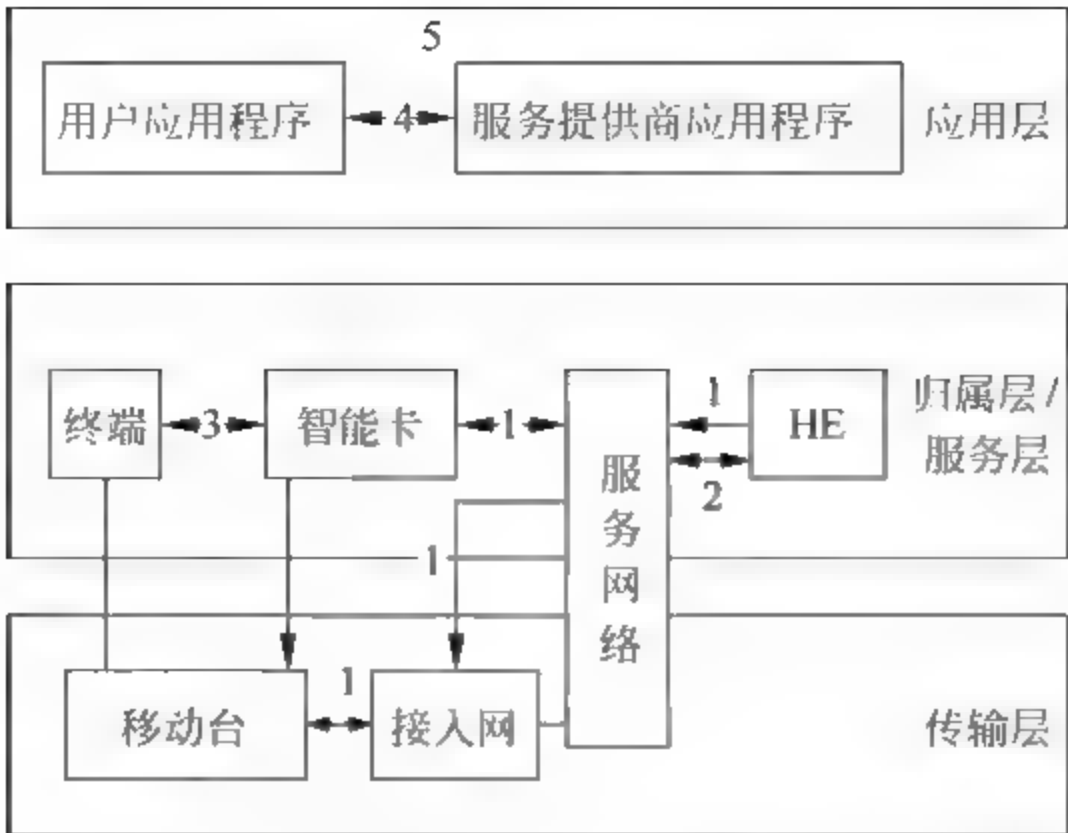 5
用户应用程序
4
服务提供商应用程序
应用层
终端
3
智能卡
1
服务网络
1
2
HE
归属层/
服务层
1
移动台
1
接入网
传输层